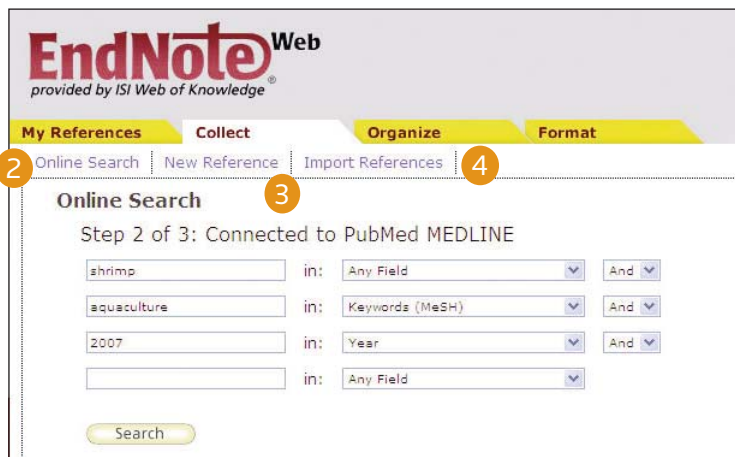 EndNote Web
provided by ISI Web of Knowledge®
My References Collect Organize Format
2 Online Search New Reference Import References 4
3
Online Search
Step 2 of 3: Connected to PubMed MEDLINE
shrimp in: Any Field And
aquaculture in: Keywords (MeSH) And
2007 in: Year And
in: Any Field
Search